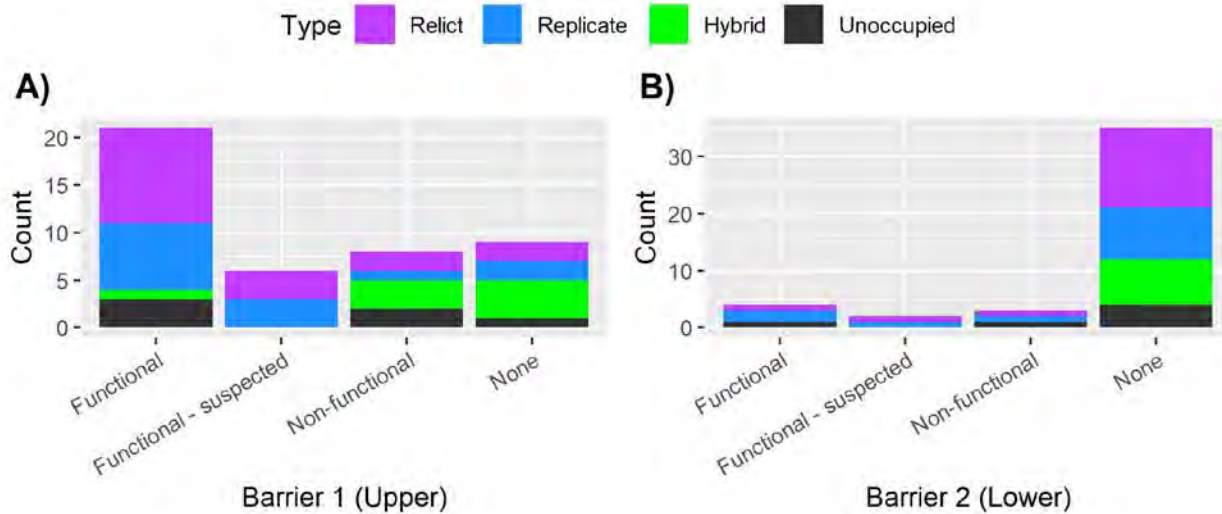 Type Relict Replicate Hybrid Unoccupied
A)
Count
20
15
10
5
0
Functional
Functional - suspected
Non-functional
None
Barrier 1 (Upper)
B)
Count
30
20
10
0
Functional
Functional - suspected
Non-functional
None
Barrier 2 (Lower)